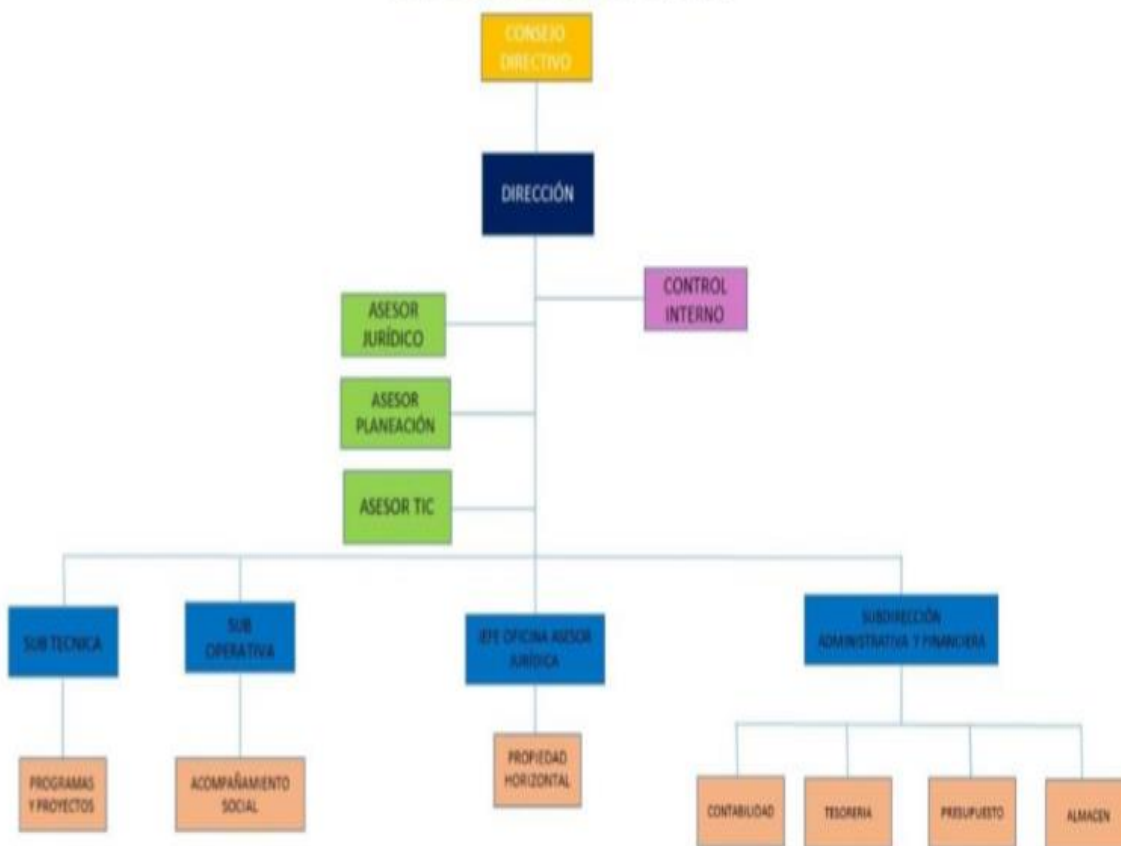 CONSEJO
DIRECTIVO
DIRECCIÓN
CONTROL
INTERNO
ASESOR
JURÍDICO
ASESOR
PLANEACIÓN
ASESOR TIC
SUB TECNICA
SUB
OPERATIVA
JEFE OFICINA ASESOR
JURÍDICA
SUBDIRECCIÓN
ADMINISTRATIVA Y FINANCIERA
PROGRAMAS
Y PROYECTOS
ACOMPAÑAMIENTO
SOCIAL
PROPIEDAD
HORIZONTAL
CONTABILIDAD
TESORERIA
PRESUPUESTO
ALMACEN